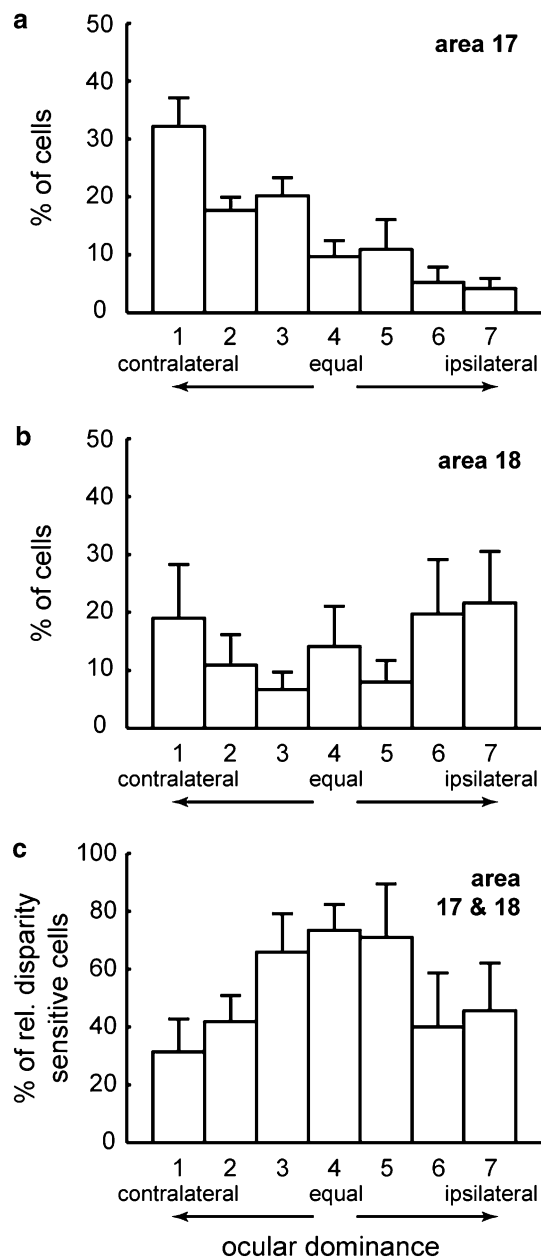 a
area 17
50
40
30
20
10
0
% of cells
1 2 3 4 5 6 7
contralateral equal ipsilateral
b
area 18
50
40
30
20
10
0
% of cells
1 2 3 4 5 6 7
contralateral equal ipsilateral
c
area
17 & 18
100
80
60
40
20
0
% of rel. disparity
sensitive cells
1 2 3 4 5 6 7
contralateral equal ipsilateral
ocular dominance